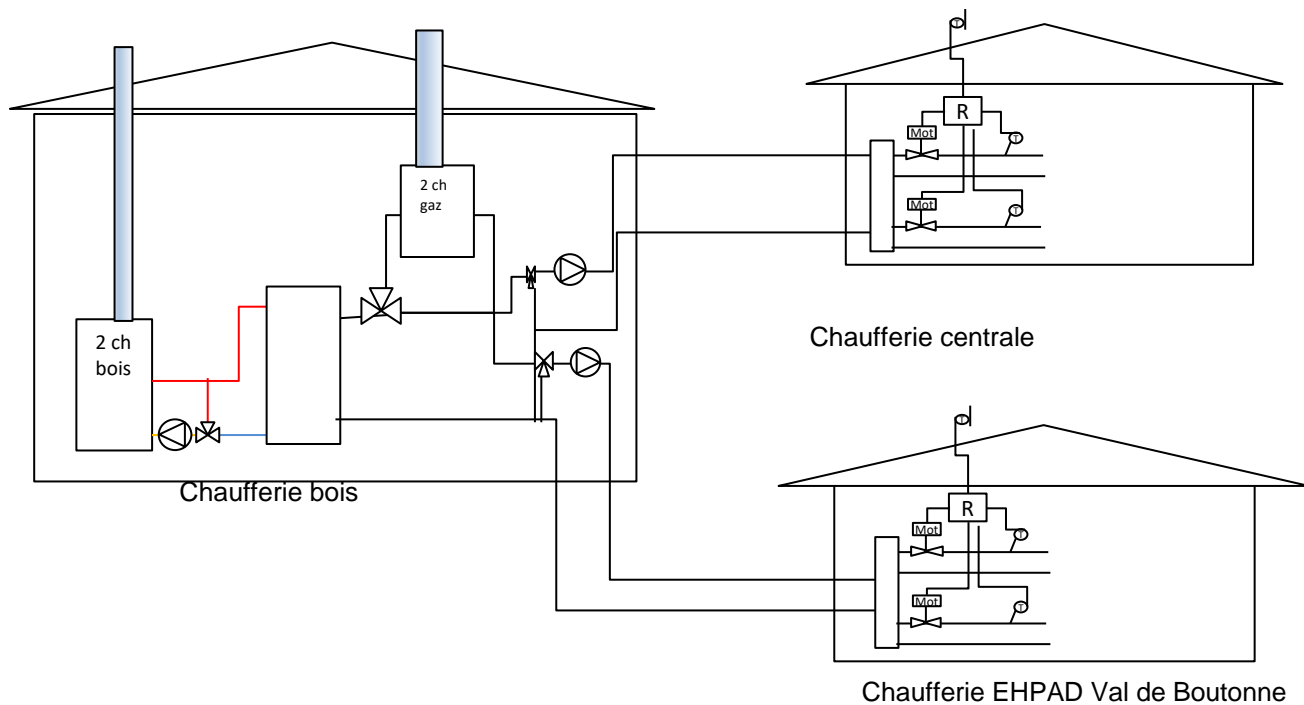 T
R
Mot
T
Mot
T
2 ch
gaz
2 ch
bois
Chaufferie centrale
Chaufferie bois
T
R
Mot
T
Mot
T
Chaufferie EHPAD Val de Boutonne